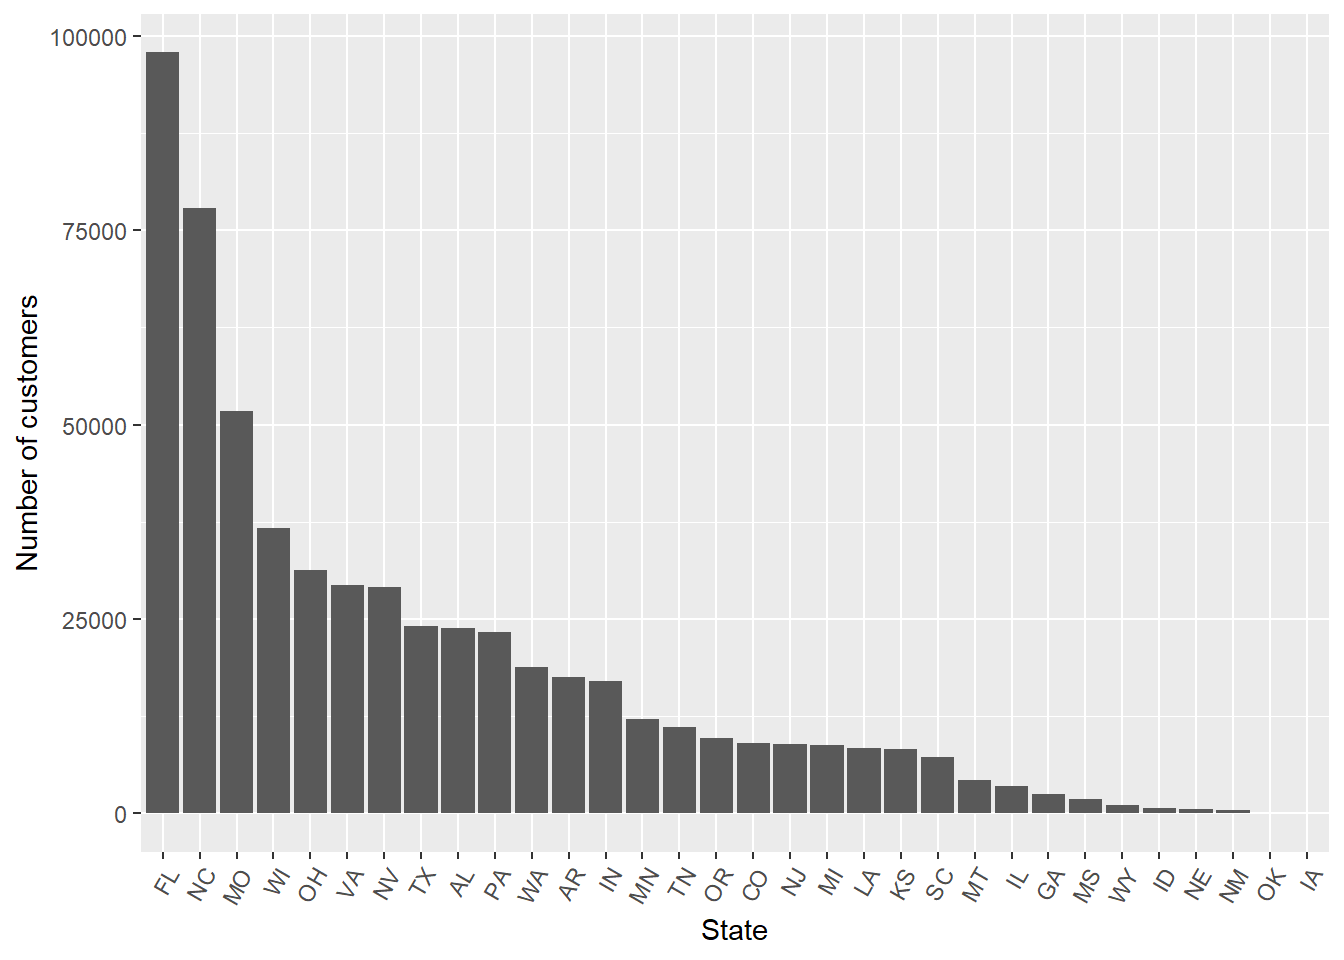 100000
75000
50000
25000
0
Number of customers
FL NC MO WI OH VA NV TX AL PA WA AR IN MN TN OR CO NJ MI LA KS SC MT IL GA MS WY ID NE NM OK IA
State